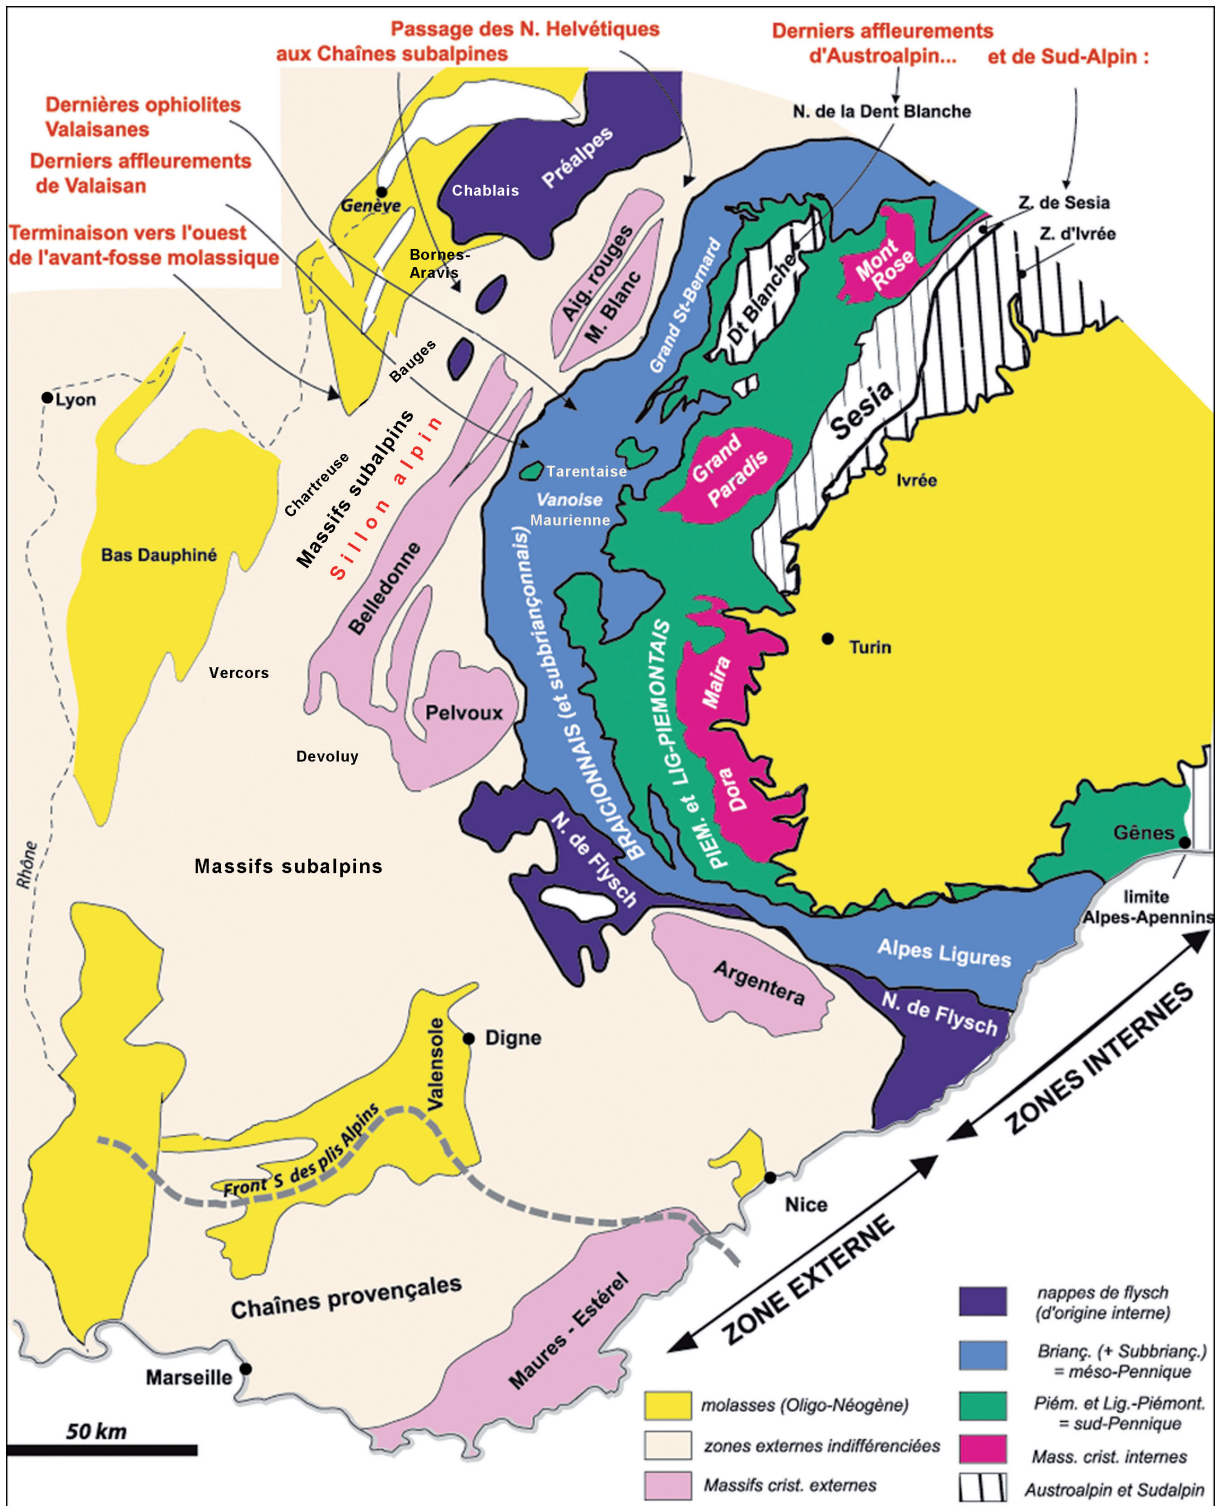 Passage des N. Helvétiques
aux Chaînes subalpines
Derniers affleurements
d'Austroalpin...
et de Sud-Alpin :
Dernières ophiolites
Valaisanes
Derniers affleurements
de Valaisan
Terminaison vers l'ouest
de l'avant-fosse molassique
N. de la Dent Blanche
Z. de Sesia
Z. d'Ivrée
Préalpes
Chablais
Genève
Bornes-
Aravis
Aig. rouges
M. Blanc
Grand St-Bernard
Dt Blanche
Mont
Rose
Bauges
Lyon
Sesia
Massifs subalpins
Sillon alpin
Chartreuse
Grand
Paradis
Ivrée
Tarentaise
Vanoise
Maurienne
Bas Dauphiné
Belledonne
BRAICIONNAIS (et subbriançonnais)
PIEM. et LIG-PIEMONTAIS
Turin
Maira
Dora
Vercors
Pelvoux
Devoluy
N. de Flysch
Gênes
Rhône
Massifs subalpins
limite
Alpes-Apennins
Alpes Ligures
Argentera
N. de Flysch
Digne
Valensole
ZONES INTERNES
Front S des plis Alpins
Nice
ZONE EXTERNE
Chaînes provençales
Maures - Estérel
Marseille
50 km
molasses (Oligo-Néogène)
zones externes indifférenciées
Massifs crist. externes
nappes de flysch
(d'origine interne)
Brianç. (+ Subbrianç.)
= méso-Pennique
Piém. et Lig.-Piémont.
= sud-Pennique
Mass. crist. internes
Austroalpin et Sudalpin